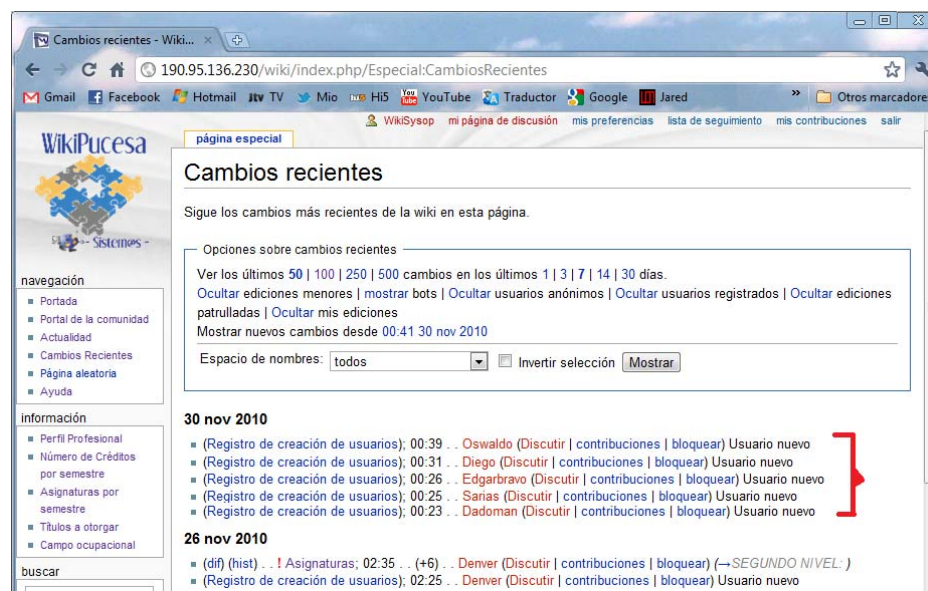 Cambios recientes - Wiki...
190.95.136.230/wiki/index.php/Especial:CambiosRecientes
Gmail Facebook Hotmail TV Mio Hi5 YouTube Traductor Google Jared » Otros marcadore
WikiSysop mi página de discusión mis preferencias lista de seguimiento mis contribuciones salir
WikiPucesa
- Sistem@s -
navegación
Portada
Portal de la comunidad
Actualidad
Cambios Recientes
Página aleatoria
Ayuda
información
Perfil Profesional
Número de Créditos
por semestre
Asignaturas por
semestre
Títulos a otorgar
Campo ocupacional
buscar
página especial
Cambios recientes
Sigue los cambios más recientes de la wiki en esta página.
Opciones sobre cambios recientes
Ver los últimos 50 | 100 | 250 | 500 cambios en los últimos 1 | 3 | 7 | 14 | 30 días.
Ocultar ediciones menores | mostrar bots | Ocultar usuarios anónimos | Ocultar usuarios registrados | Ocultar ediciones
patrulladas | Ocultar mis ediciones
Mostrar nuevos cambios desde 00:41 30 nov 2010
Espacio de nombres: todos Invertir selección Mostrar
30 nov 2010
(Registro de creación de usuarios); 00:39 . . Oswaldo (Discutir | contribuciones | bloquear) Usuario nuevo
(Registro de creación de usuarios); 00:31 . . Diego (Discutir | contribuciones | bloquear) Usuario nuevo
(Registro de creación de usuarios); 00:26 . . Edgarbravo (Discutir | contribuciones | bloquear) Usuario nuevo
(Registro de creación de usuarios); 00:25 . . Sarias (Discutir | contribuciones | bloquear) Usuario nuevo
(Registro de creación de usuarios); 00:23 . . Dadoman (Discutir | contribuciones | bloquear) Usuario nuevo
26 nov 2010
(dif) (hist) . . ! Asignaturas; 02:35 . . (+6) . . Denver (Discutir | contribuciones | bloquear) (→SEGUNDO NIVEL: )
(Registro de creación de usuarios); 02:25 . . Denver (Discutir | contribuciones | bloquear) Usuario nuevo